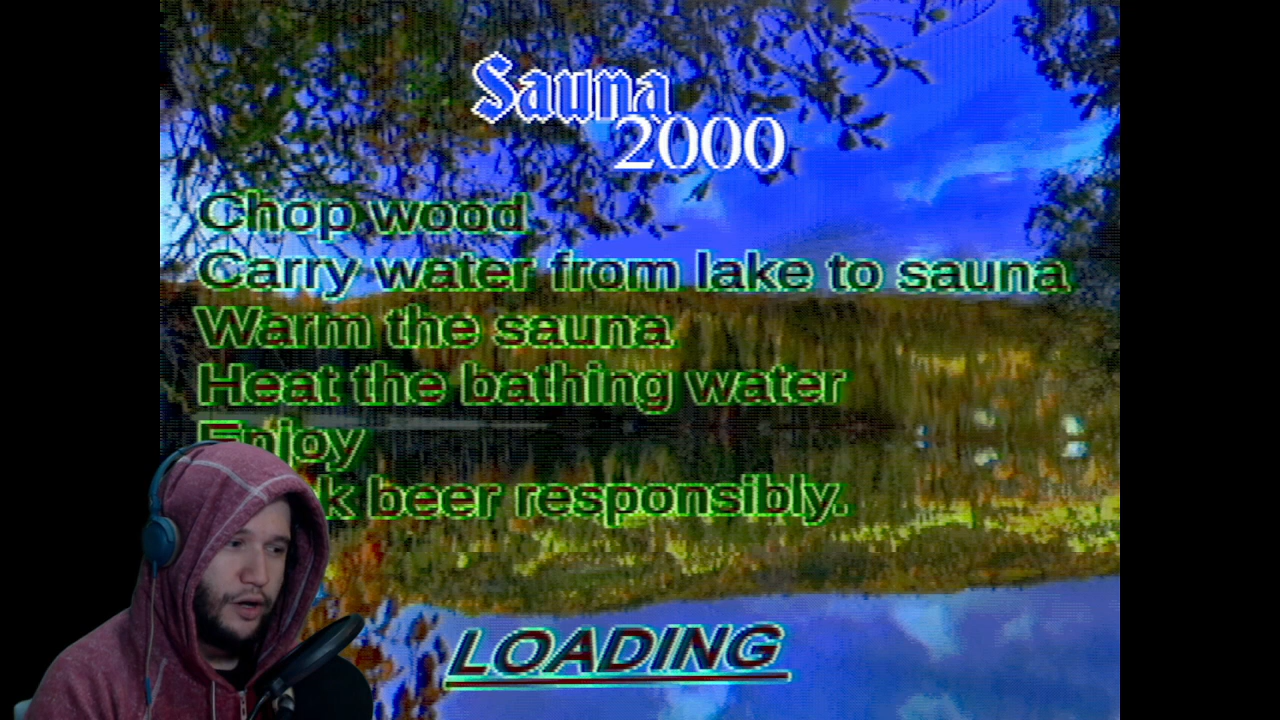 Sauna
2000
Chop wood
Carry water from lake to sauna
Warm the sauna
Heat the bathing water
Enjoy
beer responsibly.
LOADING